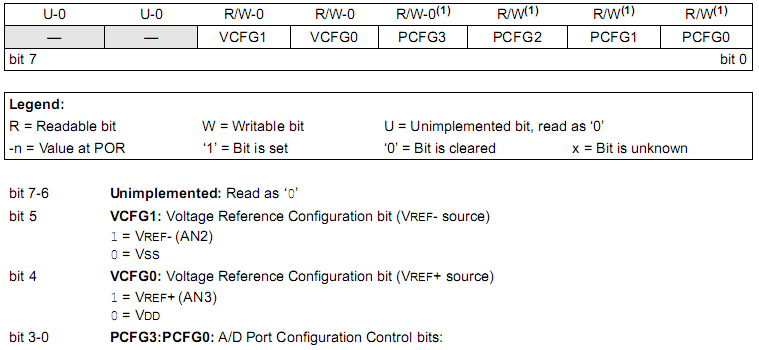 U-0 U-0 R/W-0 R/W-0 R/W-0(1) R/W(1) R/W(1) R/W(1)
— — VCFG1 VCFG0 PCFG3 PCFG2 PCFG1 PCFG0
bit 7 bit 0
Legend:
R = Readable bit W = Writable bit U = Unimplemented bit, read as ‘0’
-n = Value at POR ‘1’ = Bit is set ‘0’ = Bit is cleared x = Bit is unknown
bit 7-6 Unimplemented: Read as ‘0’
bit 5 VCFG1: Voltage Reference Configuration bit (VREF- source)
1 = VREF- (AN2)
0 = VSS
bit 4 VCFG0: Voltage Reference Configuration bit (VREF+ source)
1 = VREF+ (AN3)
0 = VDD
bit 3-0 PCFG3:PCFG0: A/D Port Configuration Control bits: